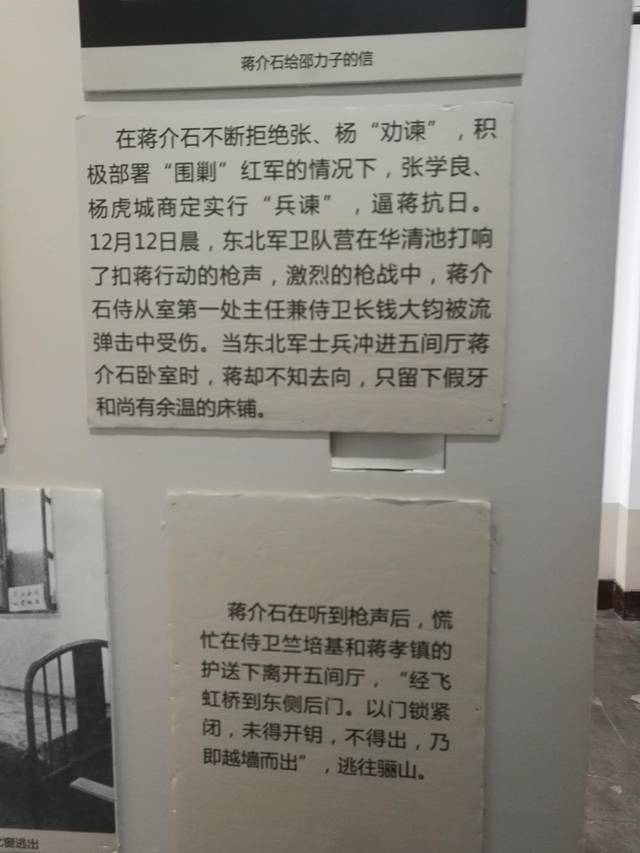 蒋介石给邵力子的信
在蒋介石不断拒绝张、杨“劝谏”，积
极部署“围剿”红军的情况下，张学良、
杨虎城商定实行“兵谏”，逼蒋抗日。
12月12日晨，东北军卫队营在华清池打响
了扣蒋行动的枪声，激烈的枪战中，蒋介
石侍从室第一处主任兼侍卫长钱大钧被流
弹击中受伤。当东北军士兵冲进五间厅蒋
介石卧室时，蒋却不知去向，只留下假牙
和尚有余温的床铺。
蒋介石在听到枪声后，慌
忙在侍卫竺培基和蒋孝镇的
护送下离开五间厅，“经飞
虹桥到东侧后门。以门锁紧
闭，未得开钥，不得出，乃
即越墙而出”，逃往骊山。
窗逃出